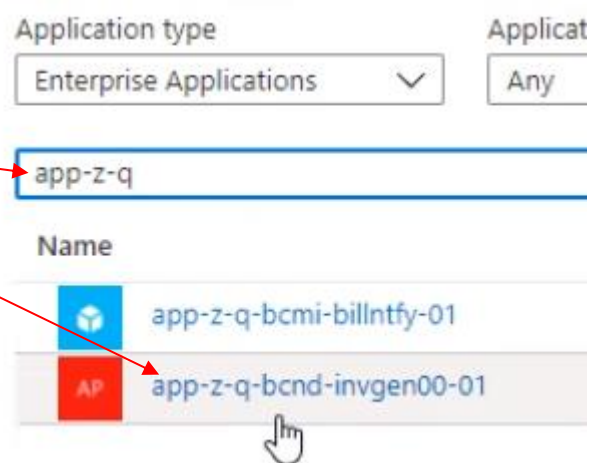 Application type Applicat
Enterprise Applications Any
app-z-q
Name
app-z-q-bcmi-billntfy-01
AP app-z-q-bcnd-invgen00-01